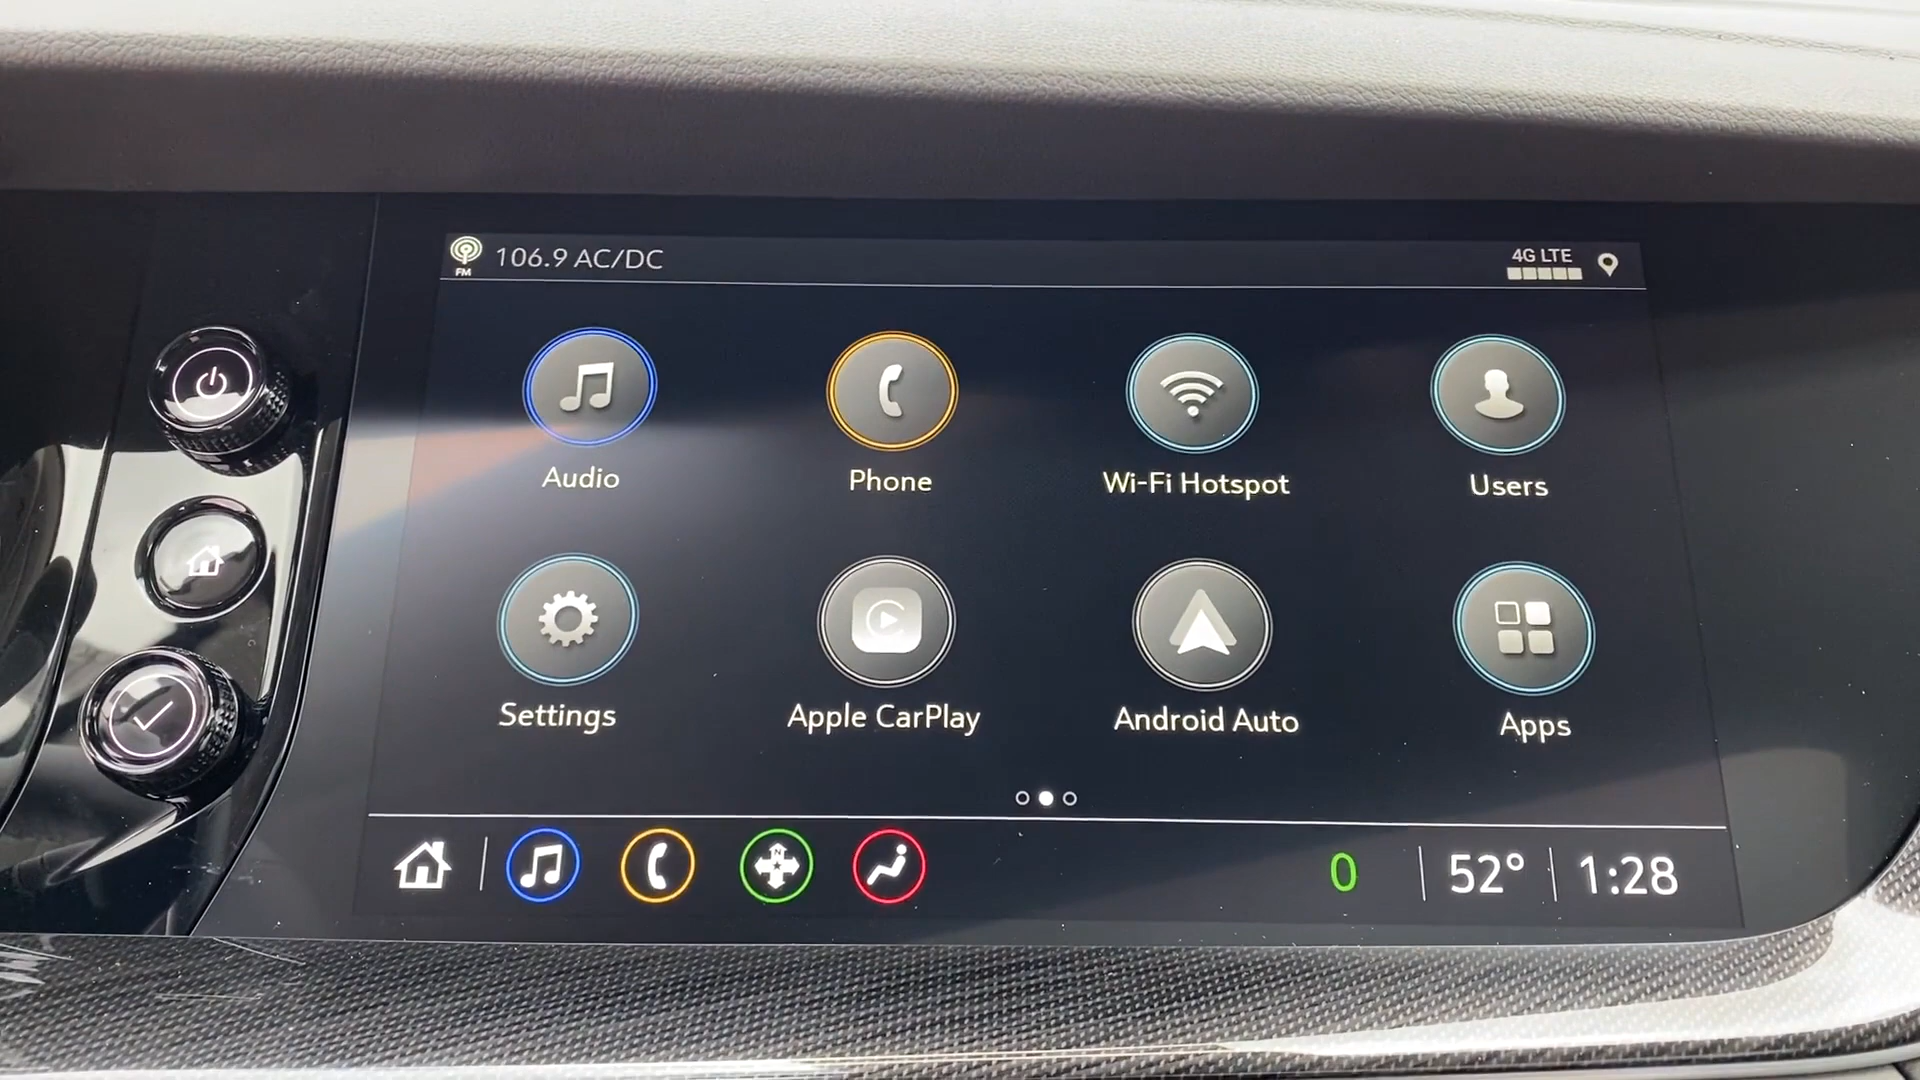 FM 106.9 AC/DC 4G LTE
Audio Phone Wi-Fi Hotspot Users
Settings Apple CarPlay Android Auto Apps
N 0 52° 1:28